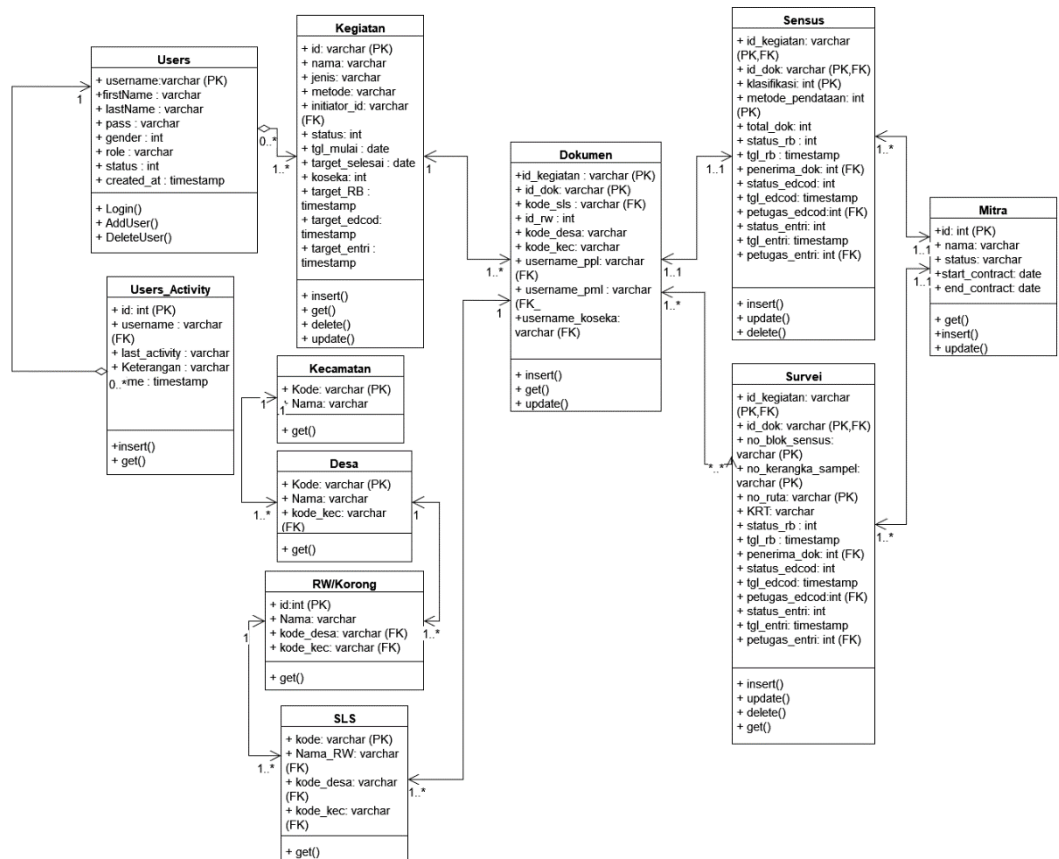 Users
+ username:varchar (PK)
+firstName : varchar
+ lastName : varchar
+ pass : varchar
+ gender : int
+ role : varchar
+ status : int
+ created_at : timestamp
+ Login()
+ AddUser()
+ DeleteUser()
1
0..*
Users_Activity
+ id: int (PK)
+ username : varchar
(FK)
+ last_activity : varchar
+ Keterangan : varchar
0..*me : timestamp
+insert()
+ get()
Kegiatan
+ id: varchar (PK)
+ nama: varchar
+ jenis: varchar
+ metode: varchar
+ initiator_id: varchar
(FK)
+ status: int
+ tgl_mulai : date
+ target_selesai : date
+ koseka: int
+ target_RB :
timestamp
+ target_edcod:
timestamp
+ target_entri :
timestamp
+ insert()
+ get()
+ delete()
+ update()
1..*
1
Kecamatan
+ Kode: varchar (PK)
+ Nama: varchar
+ get()
1
1
Desa
+ Kode: varchar (PK)
+ Nama: varchar
+ kode_kec: varchar
(FK)
+ get()
1..*
1
RW/Korong
+ id:int (PK)
+ Nama: varchar
+ kode_desa: varchar (FK)
+ kode_kec: varchar (FK)
+ get()
1
1..*
SLS
+ kode: varchar (PK)
+ Nama_RW: varchar
(FK)
+ kode_desa: varchar
(FK)
+ kode_kec: varchar
(FK)
+ get()
1..*
1..*
Dokumen
+id_kegiatan : varchar (PK)
+ id_dok: varchar (PK)
+ kode_sls : varchar (FK)
+ id_rw : int
+ kode_desa: varchar
+ kode_kec: varchar
+ username_ppl: varchar
(FK)
+ username_pml : varchar
(FK_
+username_koseka:
varchar (FK)
+ insert()
+ get()
+ update()
1..*
1
1..1
1..*
Sensus
+ id_kegiatan: varchar
(PK,FK)
+ id_dok: varchar (PK,FK)
+ klasifikasi: int (PK)
+ metode_pendataan: int
(PK)
+ total_dok: int
+ status_rb : int
+ tgl_rb : timestamp
+ penerima_dok: int (FK)
+ status_edcod: int
+ tgl_edcod: timestamp
+ petugas_edcod:int (FK)
+ status_entri: int
+ tgl_entri: timestamp
+ petugas_entri: int (FK)
+ insert()
+ update()
+ delete()
1..1
1..*
Survei
+ id_kegiatan: varchar
(PK,FK)
+ id_dok: varchar (PK,FK)
+ no_blok_sensus:
varchar (PK)
+ no_kerangka_sampel:
varchar (PK)
+ no_ruta: varchar (PK)
+ KRT: varchar
+ status_rb : int
+ tgl_rb : timestamp
+ penerima_dok: int (FK)
+ status_edcod: int
+ tgl_edcod: timestamp
+ petugas_edcod:int (FK)
+ status_entri: int
+ tgl_entri: timestamp
+ petugas_entri: int (FK)
+ insert()
+ update()
+ delete()
+ get()
1..*
Mitra
+id: int (PK)
+ nama: varchar
+ status: varchar
+start_contract: date
+ end_contract: date
+ get()
+insert()
+ update()
1..1
1..1